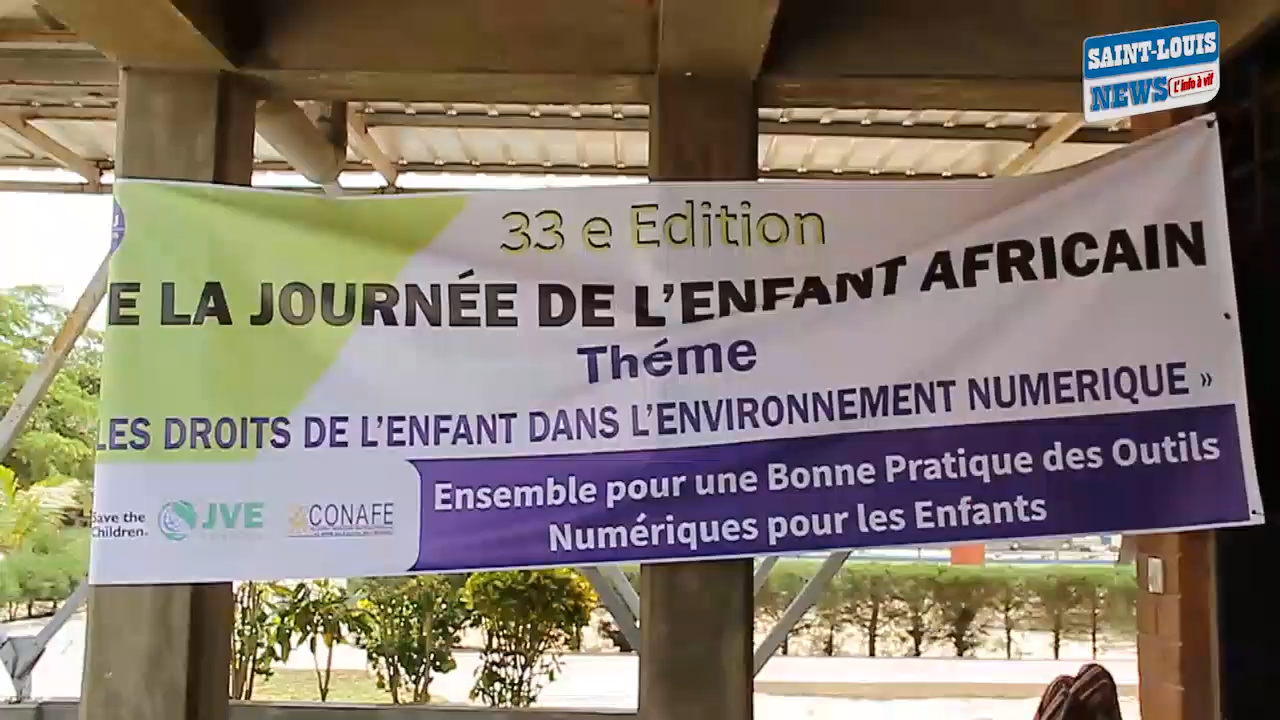 SAINT-LOUIS
NEWS L'info à vif
33 e Edition
E LA JOURNÉE DE L'ENFANT AFRICAIN
Théme
LES DROITS DE L'ENFANT DANS L'ENVIRONNEMENT NUMERIQUE »
Ensemble pour une Bonne Pratique des Outils
Numériques pour les Enfants
Save the
Children.
JVE
CONAFE